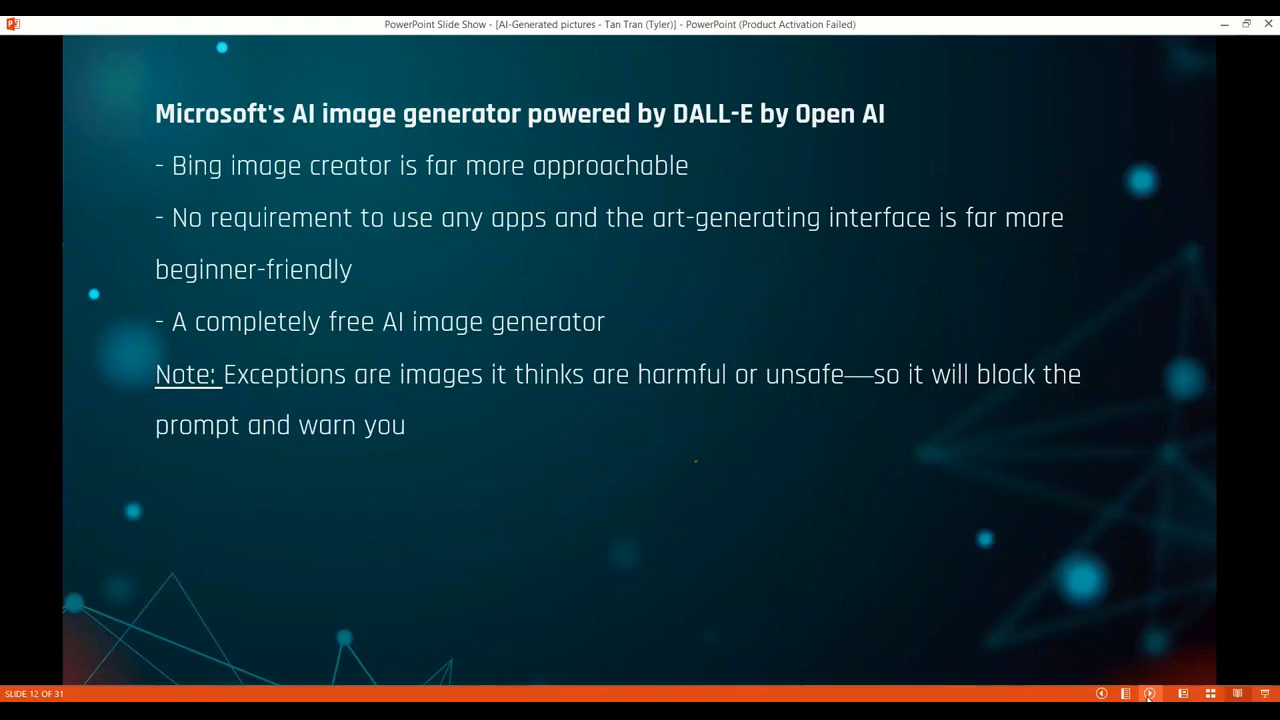 PowerPoint Slide Show - [AI-Generated pictures - Tan Tran (Tyler)] - PowerPoint (Product Activation Failed)
Microsoft's AI image generator powered by DALL-E by Open AI
- Bing image creator is far more approachable
- No requirement to use any apps and the art-generating interface is far more
beginner-friendly
- A completely free AI image generator
Note: Exceptions are images it thinks are harmful or unsafe—so it will block the
prompt and warn you
SLIDE 12 OF 31